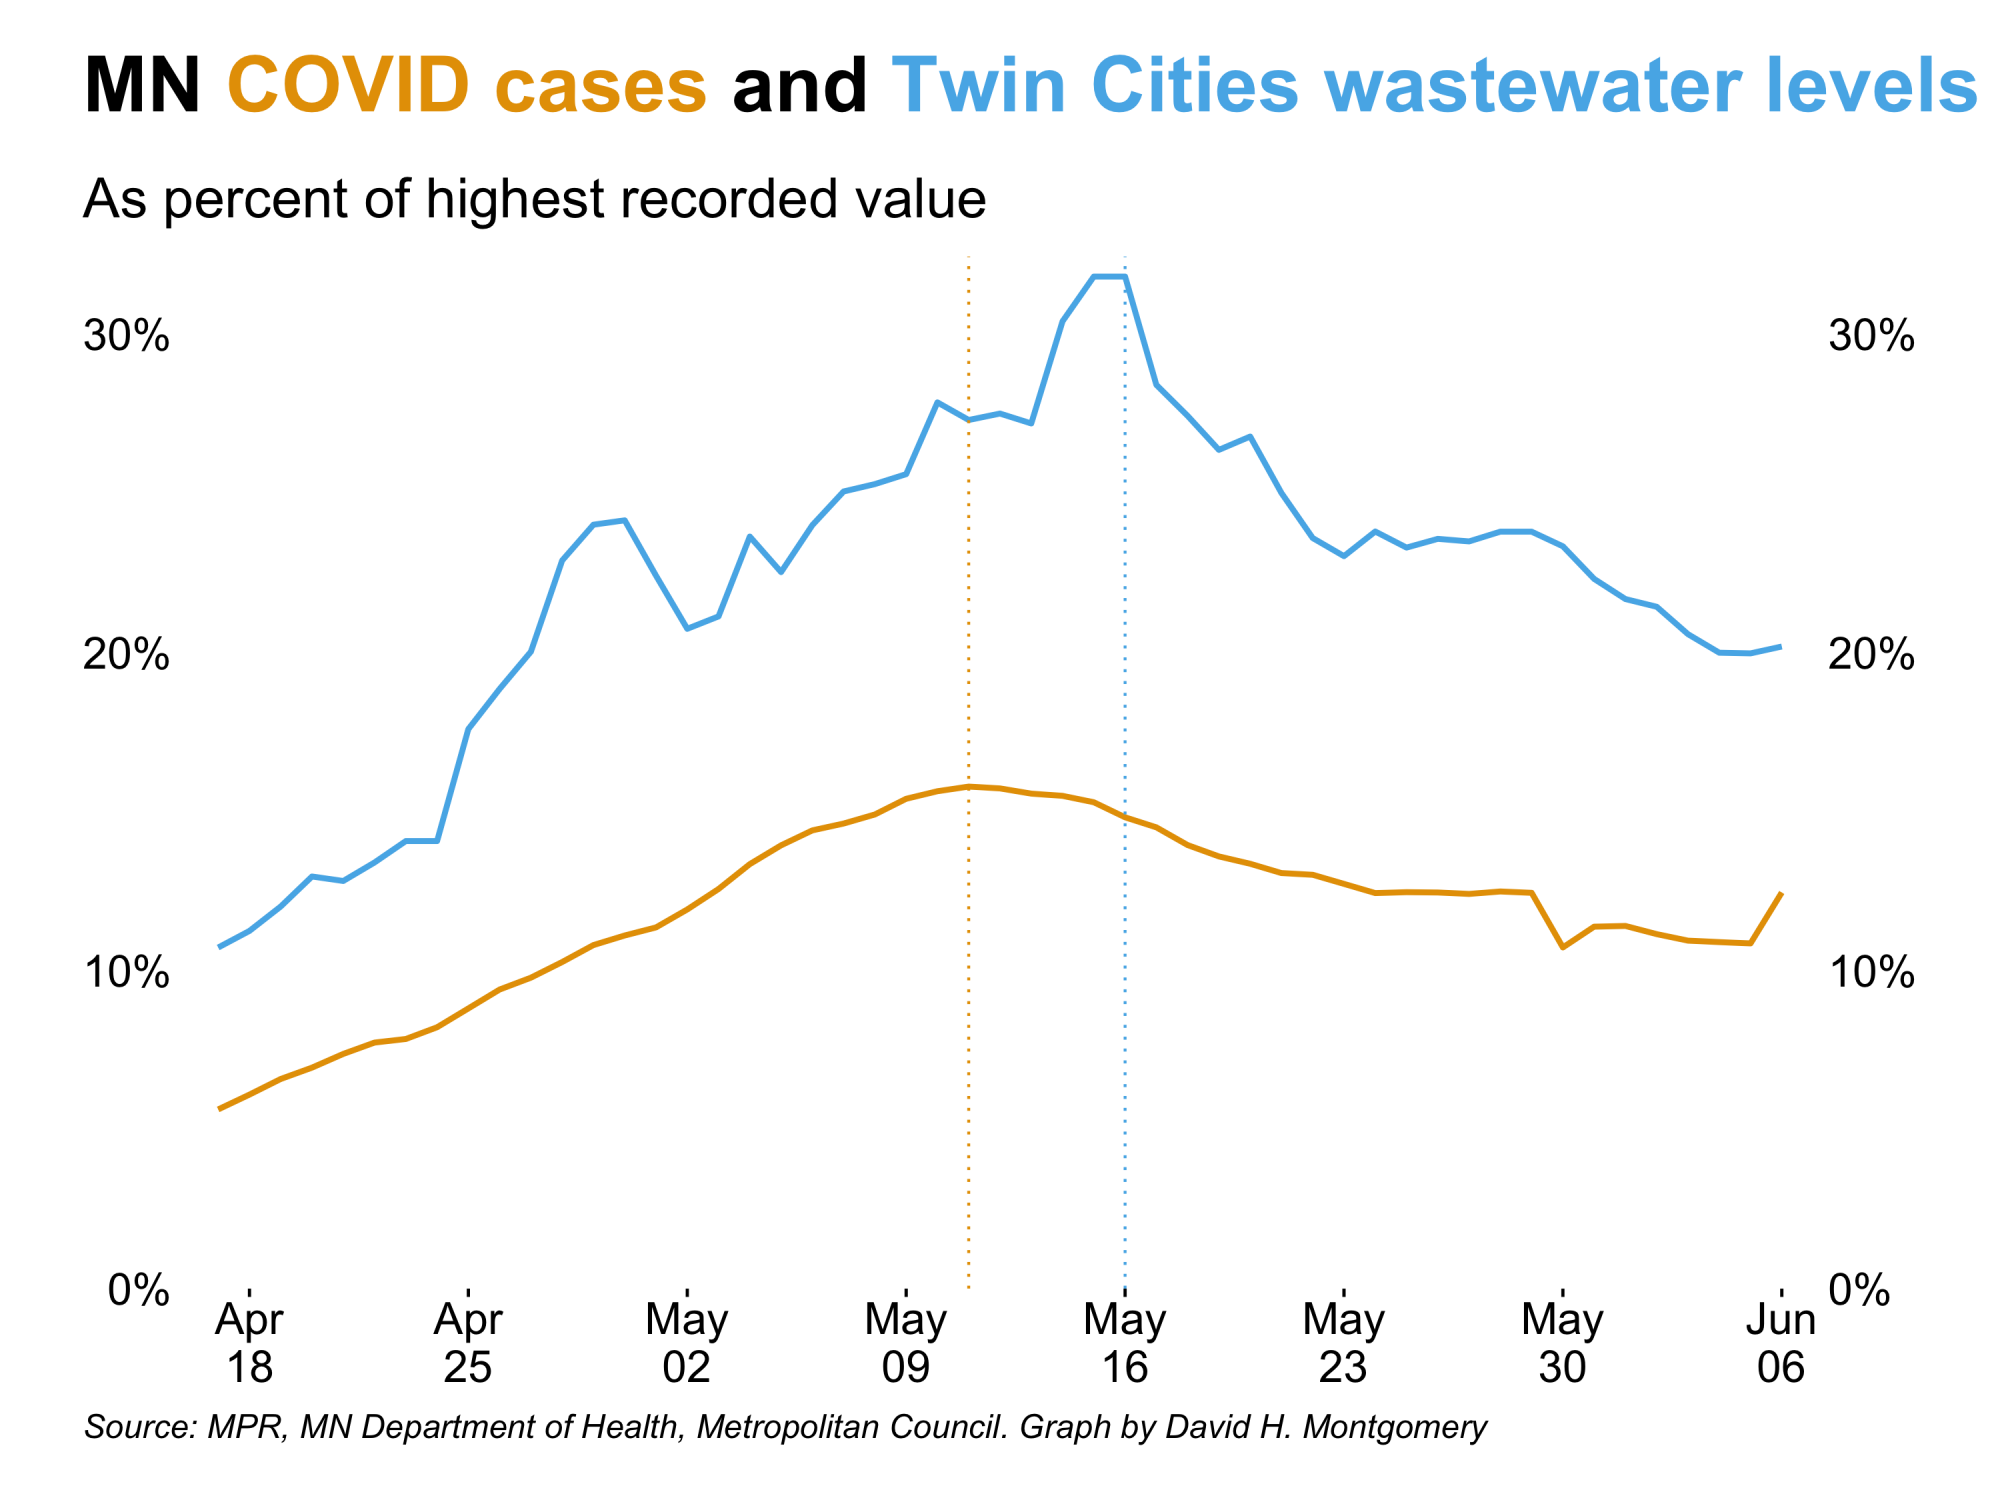 MN COVID cases and Twin Cities wastewater levels
As percent of highest recorded value
30% 30%
20% 20%
10% 10%
0% 0%
Apr Apr May May May May May Jun
18 25 02 09 16 23 30 06
Source: MPR, MN Department of Health, Metropolitan Council. Graph by David H. Montgomery